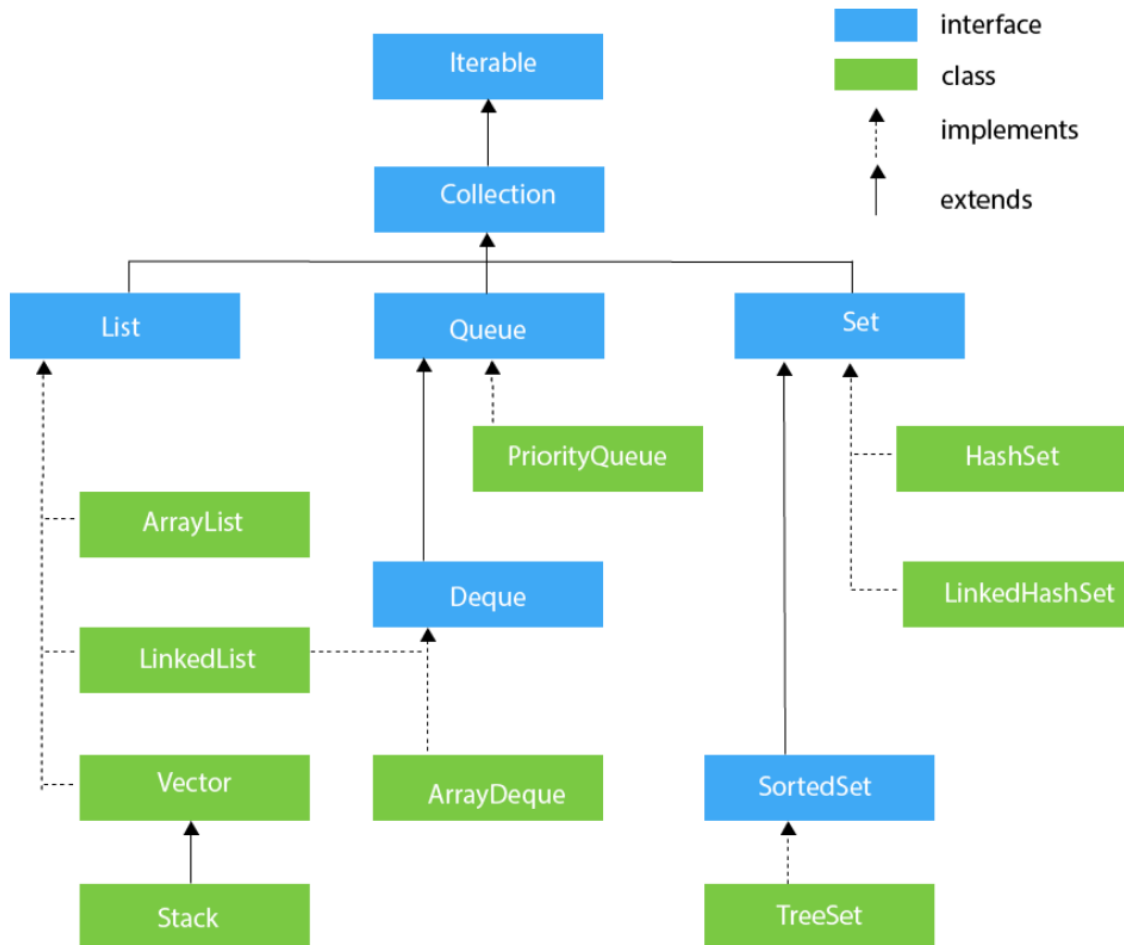 interface
Iterable
class
implements
Collection
extends
List
Queue
Set
PriorityQueue
HashSet
ArrayList
Deque
LinkedHashSet
LinkedList
Vector
ArrayDeque
SortedSet
Stack
TreeSet